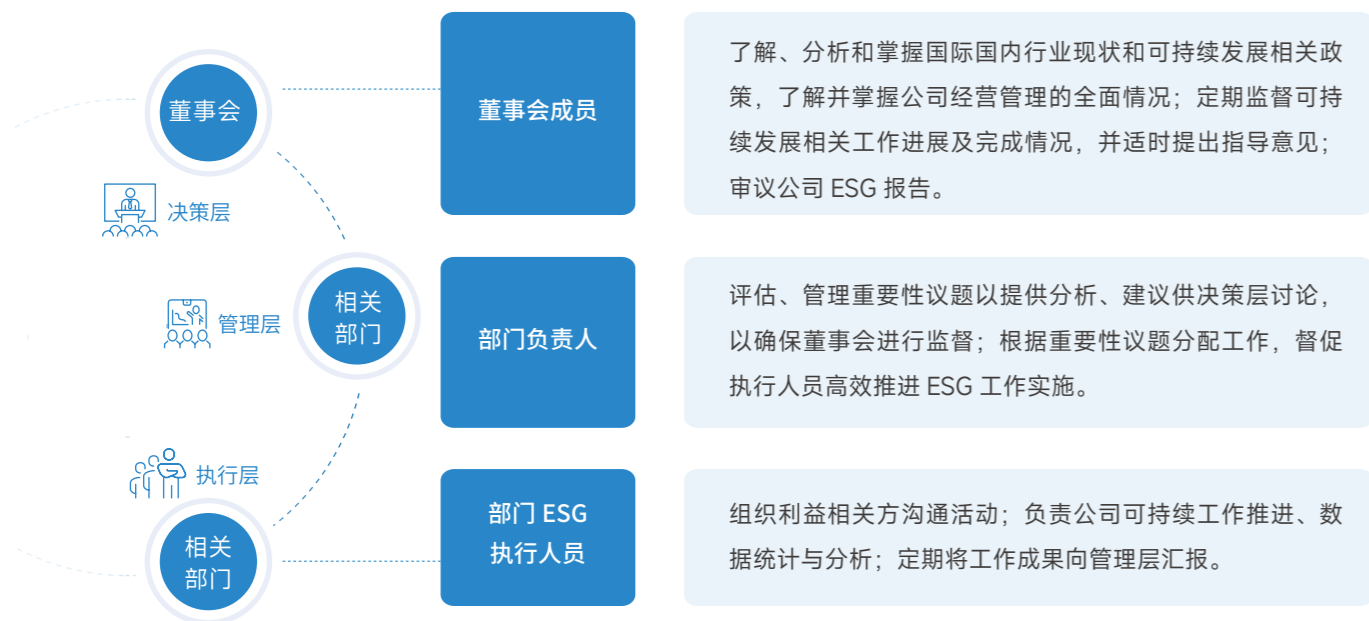 董事会
决策层
董事会成员
了解、分析和掌握国际国内行业现状和可持续发展相关政
策，了解并掌握公司经营管理的全面情况；定期监督可持
续发展相关工作进展及完成情况，并适时提出指导意见；
审议公司 ESG 报告。
管理层
相关
部门
部门负责人
评估、管理重要性议题以提供分析、建议供决策层讨论，
以确保董事会进行监督；根据重要性议题分配工作，督促
执行人员高效推进 ESG 工作实施。
执行层
相关
部门
部门 ESG
执行人员
组织利益相关方沟通活动；负责公司可持续工作推进、数
据统计与分析；定期将工作成果向管理层汇报。